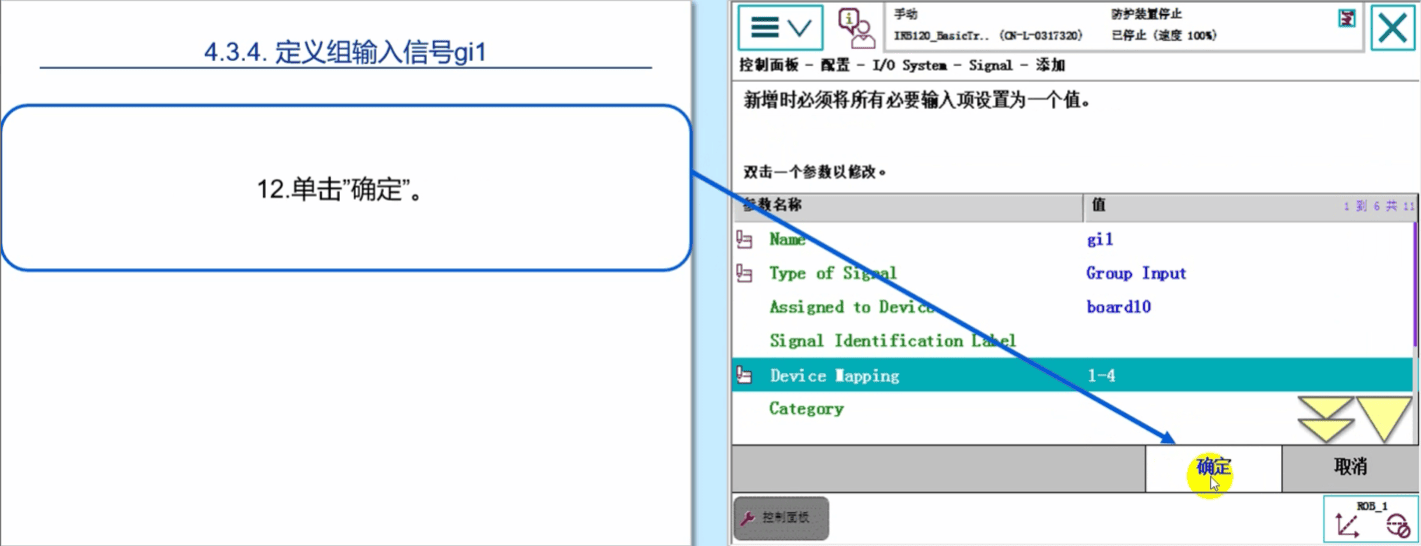 4.3.4. 定义组输入信号gi1
12.单击”确定”。
手动
IRB120_BasicTr.. (CN-L-0317320)
防护装置停止
已停止 (速度 100%)
控制面板 - 配置 - I/O System - Signal - 添加
新增时必须将所有必要输入项设置为一个值。
双击一个参数以修改。
参数名称 值 1 到 6 共 11
Name gi1
Type of Signal Group Input
Assigned to Device board10
Signal Identification Label
Device Mapping 1-4
Category
确定 取消
控制面板
ROB_1